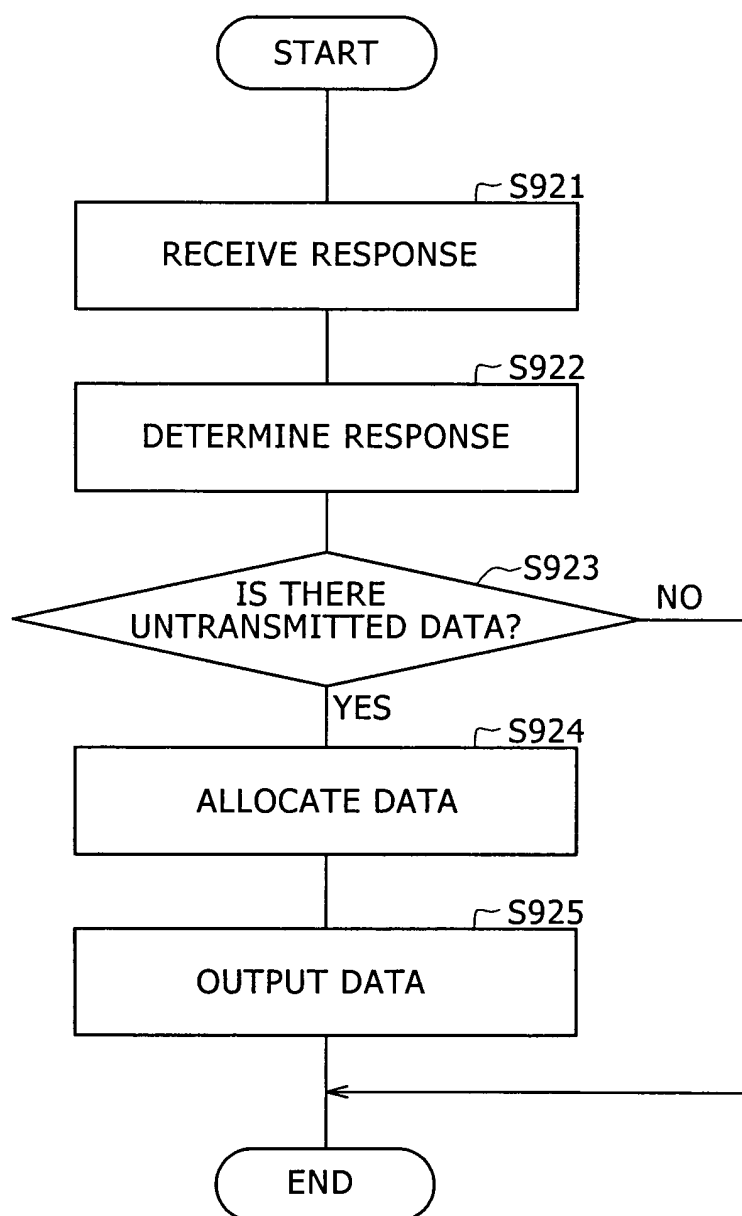 START
S921
RECEIVE RESPONSE
S922
DETERMINE RESPONSE
S923
IS THERE
UNTRANSMITTED DATA?
NO
YES
S924
ALLOCATE DATA
S925
OUTPUT DATA
END